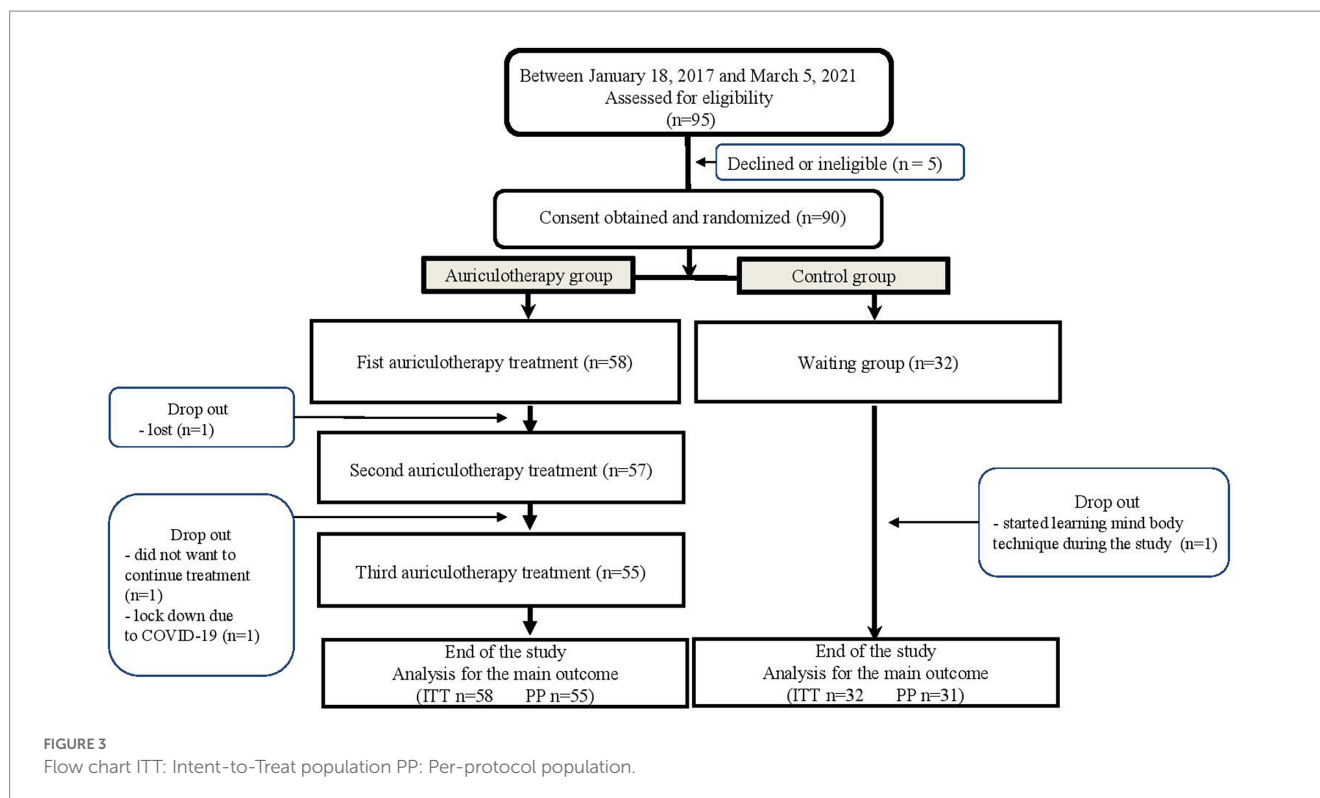 Between January 18, 2017 and March 5, 2021
Assessed for eligibility
(n=95)
Declined or ineligible (n = 5)
Consent obtained and randomized (n=90)
Auriculotherapy group
Control group
Fist auriculotherapy treatment (n=58)
Waiting group (n=32)
Drop out
- lost (n=1)
Second auriculotherapy treatment (n=57)
Drop out
- did not want to
continue treatment
(n=1)
- lock down due
to COVID-19 (n=1)
Drop out
- started learning mind body
technique during the study (n=1)
Third auriculotherapy treatment (n=55)
End of the study
Analysis for the main outcome
(ITT n=58 PP n=55)
End of the study
Analysis for the main outcome
(ITT n=32 PP n=31)
FIGURE 3
Flow chart ITT: Intent-to-Treat population PP: Per-protocol population.